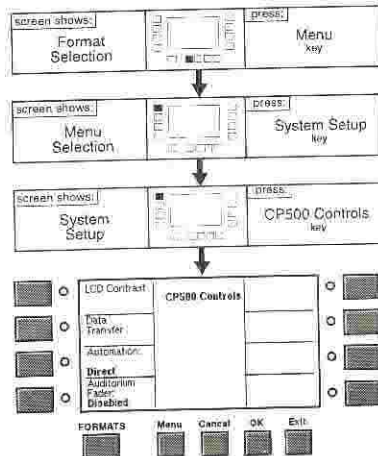 screen shows:
Format
Selection
press:
Menu
key
screen shows:
Menu
Selection
press:
System Setup
key
screen shows:
System
Setup
press:
CP500 Controls
key
LCD Contrast
CP500 Controls
Data
Transfer:
Automation:
Direct
Auditorium
Fader:
Disabled
FORMATS
Menu
Cancel
OK
Exit